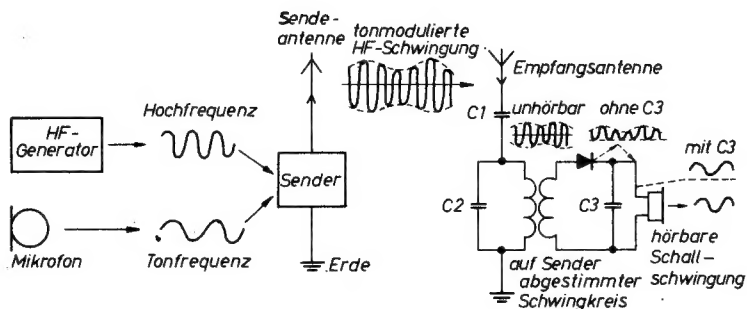 HF-
Generator
Hochfrequenz
Mikrofon
Tonfrequenz
Sende-
antenne
Sender
Erde
tonmodulierte
HF-Schwingung
Empfangsantenne
C1
unhörbar
ohne C3
mit C3
C2
C3
hörbare
Schall-
schwingung
auf Sender
abgestimmter
Schwingkreis